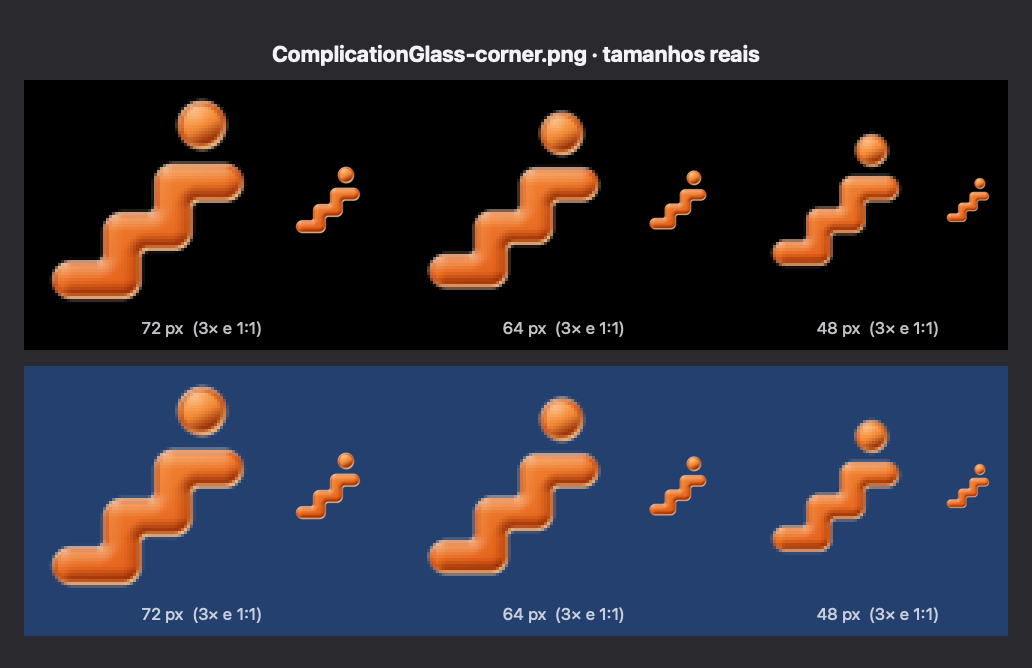 ComplicationGlass-corner.png · tamanhos reais
72 px (3× e 1:1)
64 px (3× e 1:1)
48 px (3× e 1:1)
72 px (3× e 1:1)
64 px (3× e 1:1)
48 px (3× e 1:1)